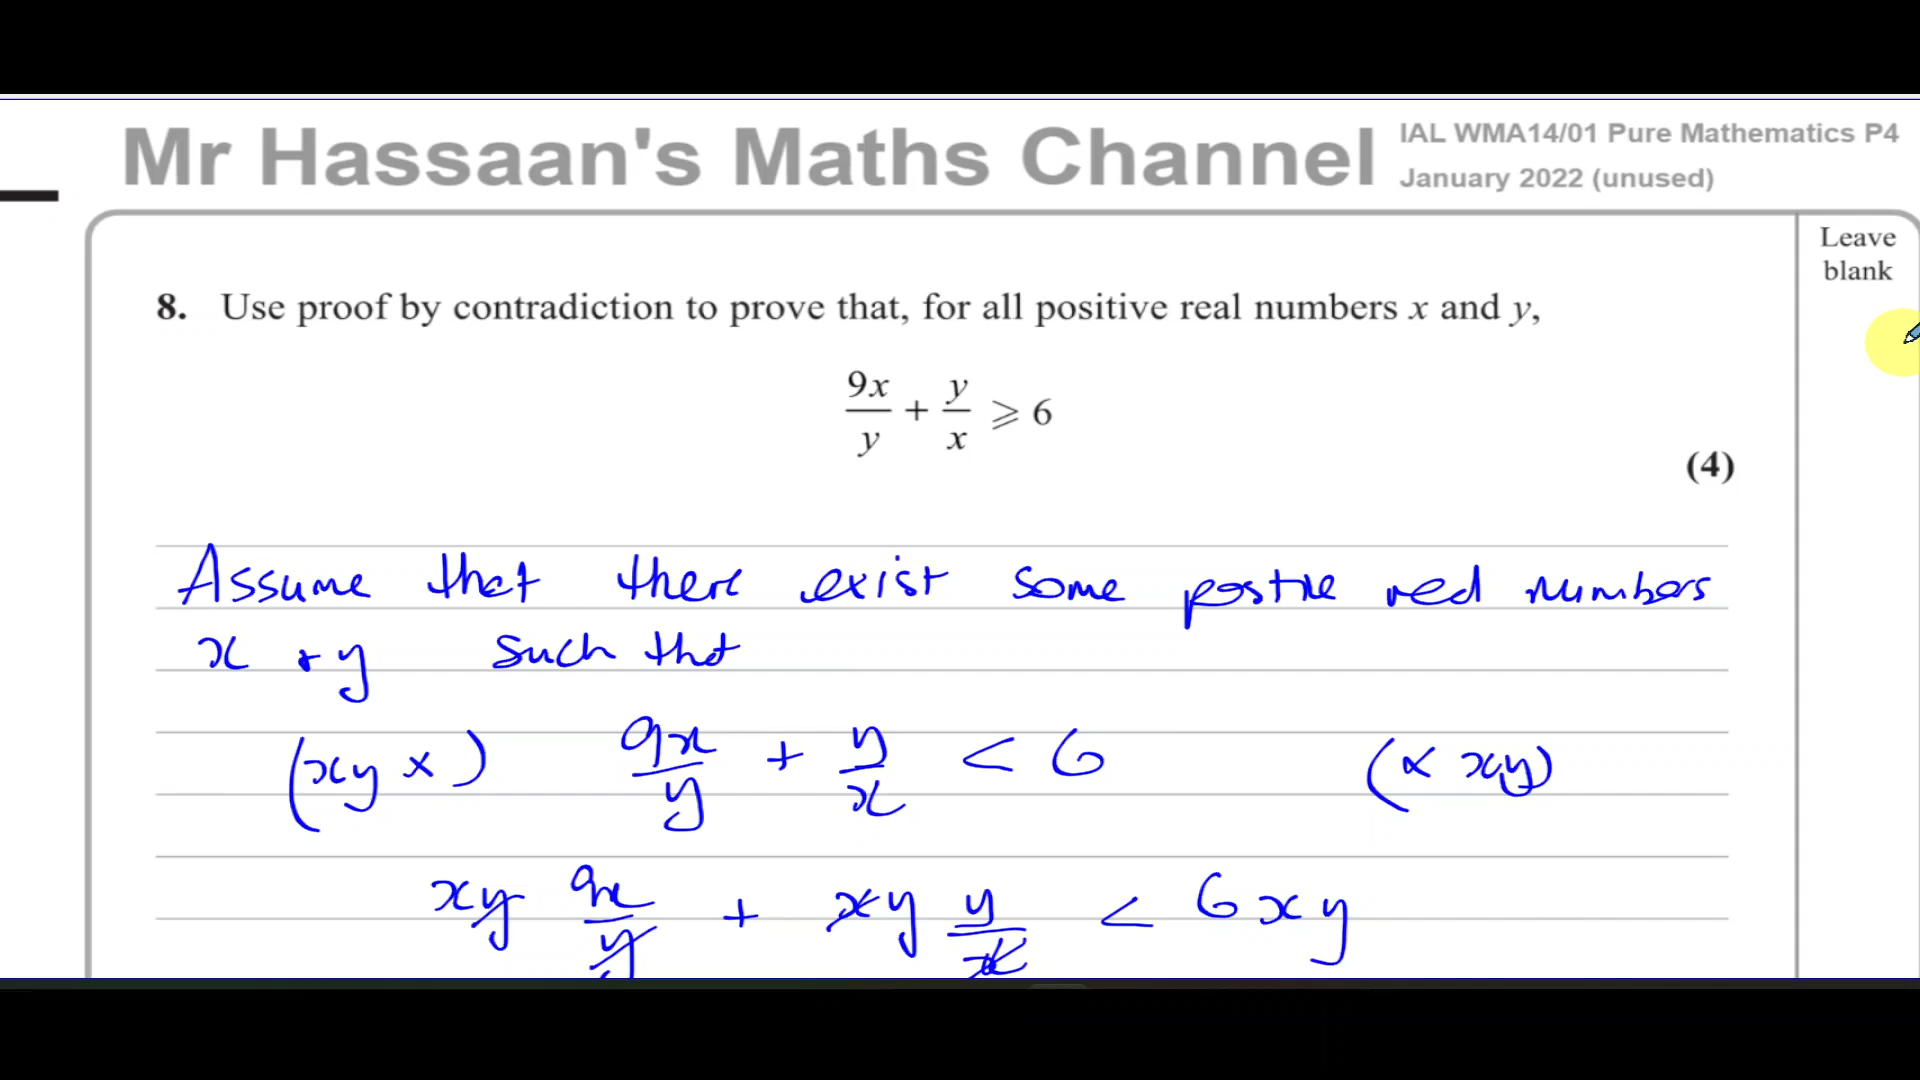 Mr Hassaan's Maths Channel
IAL WMA14/01 Pure Mathematics P4
January 2022 (unused)
Leave
blank
8. Use proof by contradiction to prove that, for all positive real numbers x and y,
9x/y + y/x ⩾ 6
(4)
Assume that there exist some postive real numbers
x & y such that
(xy ×) 9x/y + y/x < 6 (× xy)
xy 9x/y + xy y/x < 6xy